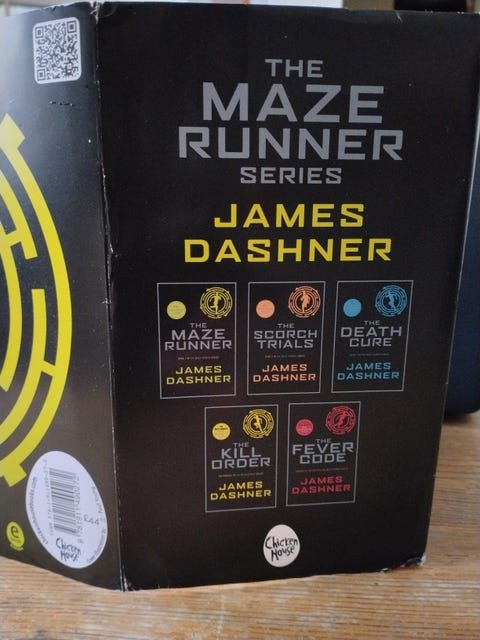 THE
MAZE
RUNNER
SERIES
JAMES
DASHNER
THE
MAZE
RUNNER
JAMES
DASHNER
THE
SCORCH
TRIALS
JAMES
DASHNER
THE
DEATH
CURE
JAMES
DASHNER
THE
KILL
ORDER
JAMES
DASHNER
THE
FEVER
CODE
JAMES
DASHNER
Chicken
House
Chicken
House